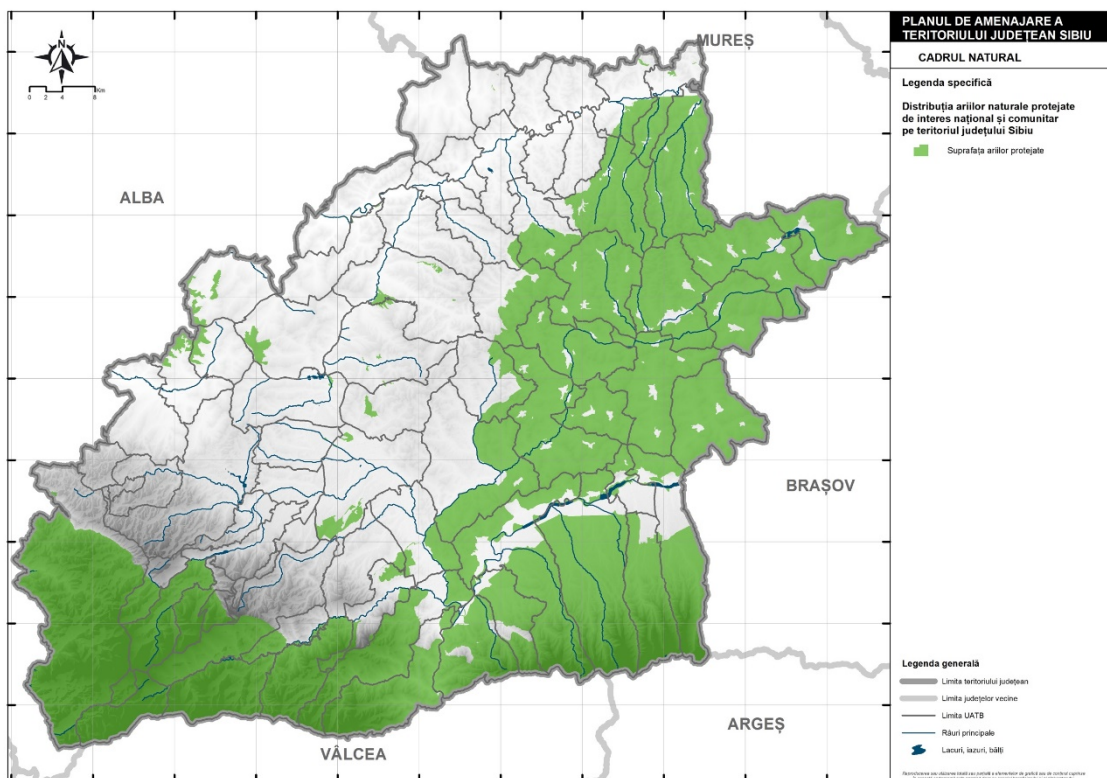 PLANUL DE AMENAJARE A
TERITORIULUI JUDEȚEAN SIBIU
CADRUL NATURAL
Legenda specifică
Distribuția ariilor naturale protejate
de interes național și comunitar
pe teritoriul județului Sibiu
Suprafața ariilor protejate
N
0 2 4 8
Km
MUREȘ
ALBA
BRAȘOV
ARGEȘ
VÂLCEA
Legenda generală
Limita teritoriului județean
Limita județelor vecine
Limita UATB
Râuri principale
Lacuri, iazuri, bălți